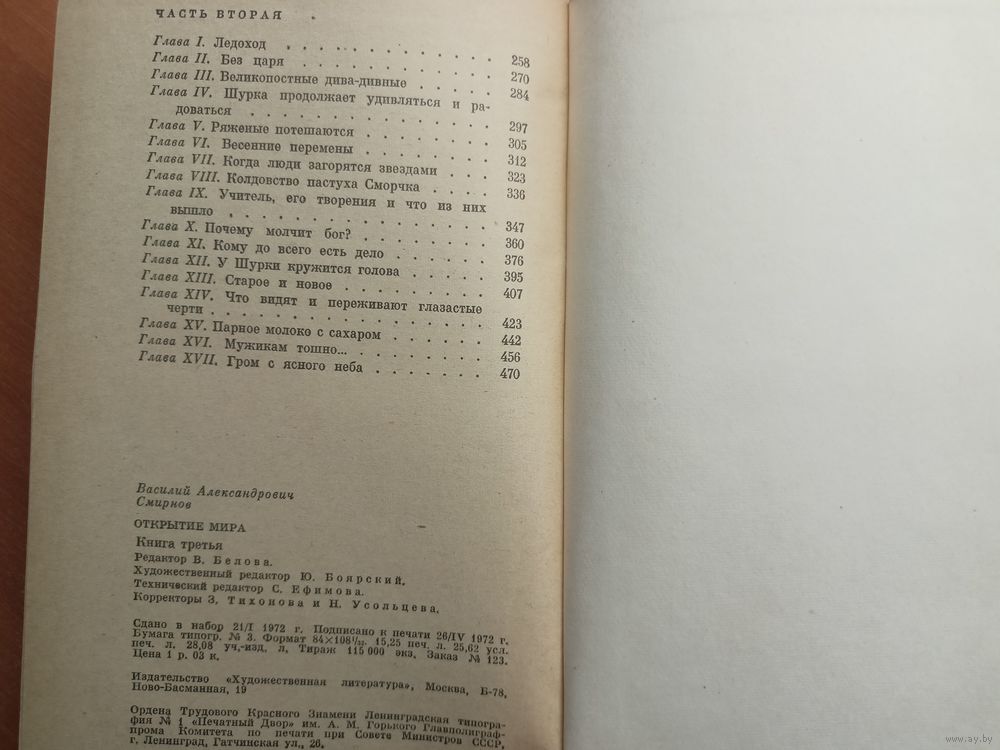 ЧАСТЬ ВТОРАЯ
Глава I. Ледоход . . . . . . . . . . . . 258
Глава II. Без царя . . . . . . . . . . . 270
Глава III. Великопостные дива-дивные . . . . . 284
Глава IV. Шурка продолжает удивляться и ра-
доваться . . . . . . . . . . . . . 297
Глава V. Ряженые потешаются . . . . . . . 305
Глава VI. Весенние перемены . . . . . . . 312
Глава VII. Когда люди загорятся звездами . . . 323
Глава VIII. Колдовство пастуха Сморчка . . . . 336
Глава IX. Учитель, его творения и что из них
вышло . . . . . . . . . . . . . . 347
Глава X. Почему молчит бог? . . . . . . . 360
Глава XI. Кому до всего есть дело . . . . . . 376
Глава XII. У Шурки кружится голова . . . . . 395
Глава XIII. Старое и новое . . . . . . . . 407
Глава XIV. Что видят и переживают глазастые
черти . . . . . . . . . . . . . . 423
Глава XV. Парное молоко с сахаром . . . . . 442
Глава XVI. Мужикам тошно... . . . . . . . 456
Глава XVII. Гром с ясного неба . . . . . . . 470
Василий Александрович
Смирнов
ОТКРЫТИЕ МИРА
Книга третья
Редактор В. Белова.
Художественный редактор Ю. Боярский.
Технический редактор С. Ефимова.
Корректоры З. Тихонова и Н. Усольцева.
Сдано в набор 21/I 1972 г. Подписано к печати 26/IV 1972 г.
Бумага типогр. № 3. Формат 84×108¹/₃₂. 15,25 печ. л. 25,62 усл.
печ. л. 28,08 уч.-изд. л. Тираж 115 000 экз. Заказ № 123.
Цена 1 р. 03 к.
Издательство «Художественная литература», Москва, Б-78,
Ново-Басманная, 19
Ордена Трудового Красного Знамени Ленинградская типогра-
фия № 1 «Печатный Двор» им. А. М. Горького Главполиграф-
прома Комитета по печати при Совете Министров СССР,
г. Ленинград, Гатчинская ул., 26.
www.ay.by